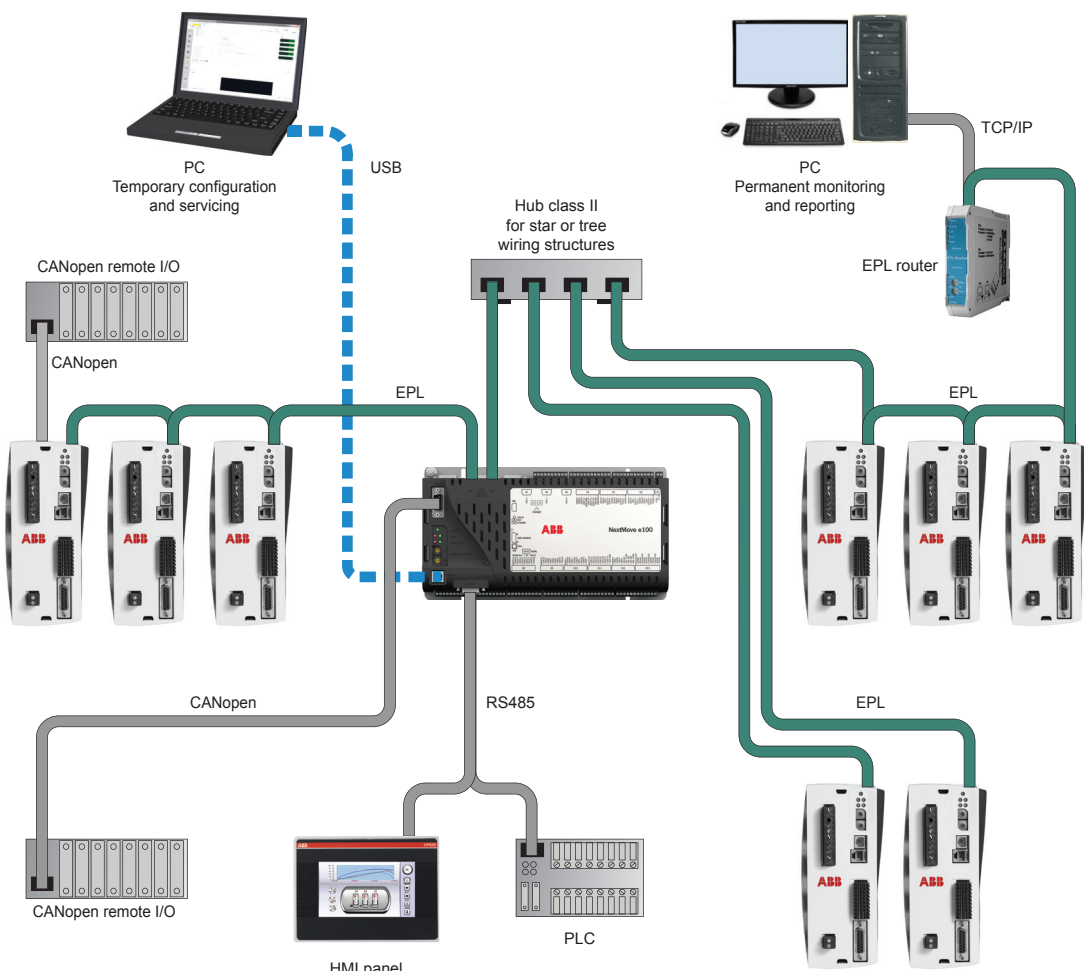 PC
Temporary configuration
and servicing
USB
PC
Permanent monitoring
and reporting
TCP/IP
Hub class II
for star or tree
wiring structures
EPL router
CANopen remote I/O
CANopen
EPL
EPL
ABB
ABB
ABB
ABB
NextMove e100
ABB
ABB
ABB
CANopen
RS485
EPL
ABB
CANopen remote I/O
HMI panel
PLC
ABB
ABB